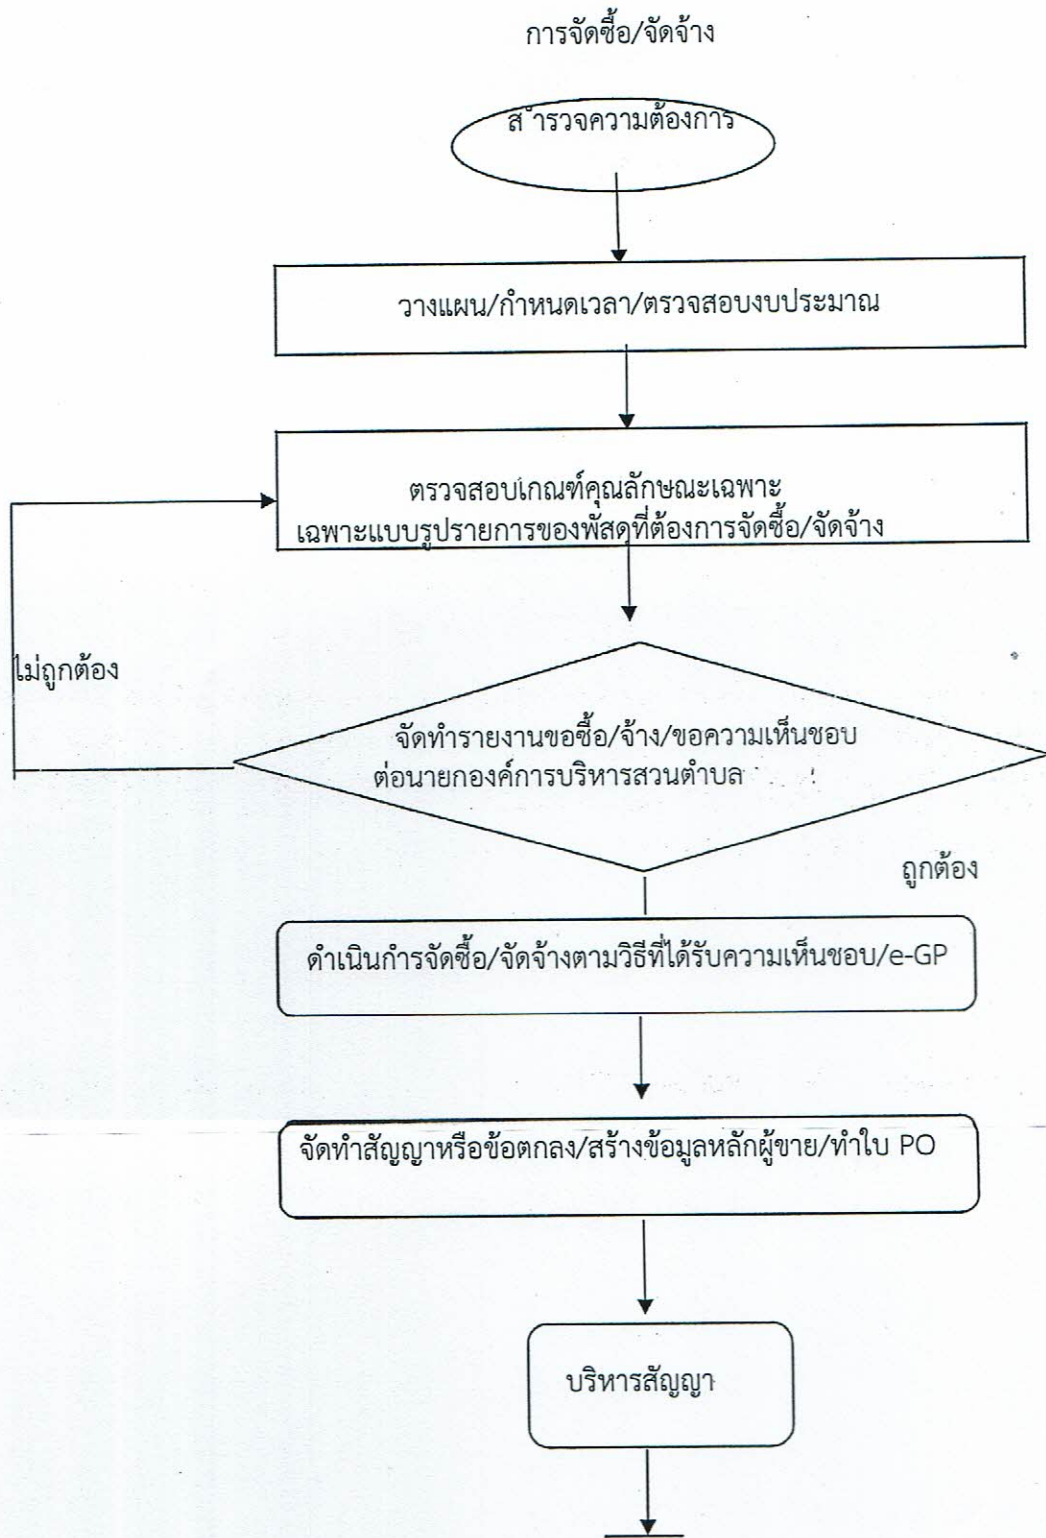 การจัดซื้อ/จัดจ้าง
ส ำรวจความต้องการ
วางแผน/กำหนดเวลา/ตรวจสอบงบประมาณ
ตรวจสอบเกณฑ์คุณลักษณะเฉพาะ
เฉพาะแบบรูปรายการของพัสดุที่ต้องการจัดซื้อ/จัดจ้าง
ไม่ถูกต้อง
จัดทำรายงานขอซื้อ/จ้าง/ขอความเห็นชอบ
ต่อนายกองค์การบริหารสวนตำบล
ถูกต้อง
ดำเนินกำรจัดซื้อ/จัดจ้างตามวิธีที่ได้รับความเห็นชอบ/e-GP
จัดทำสัญญาหรือข้อตกลง/สร้างข้อมูลหลักผู้ขาย/ทำใบ PO
บริหารสัญญา